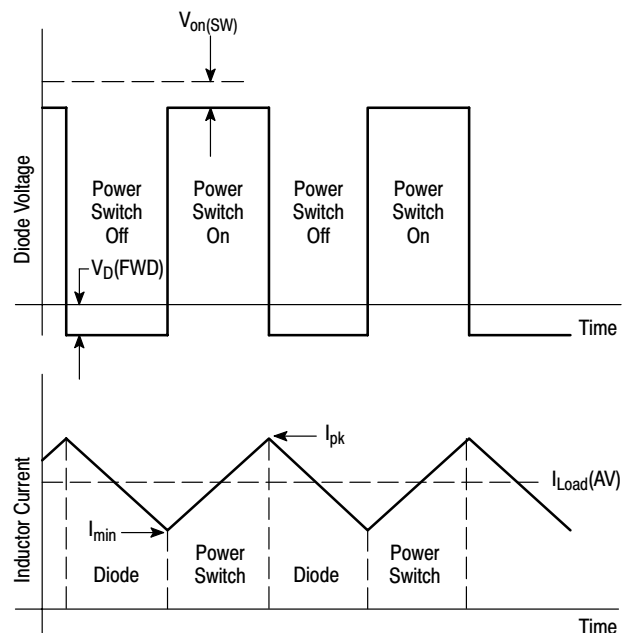 Von(SW)
Diode Voltage
Power
Switch
Off
Power
Switch
On
Power
Switch
Off
Power
Switch
On
VD(FWD)
Time
Inductor Current
Ipk
ILoad(AV)
Imin
Diode
Power
Switch
Diode
Power
Switch
Time